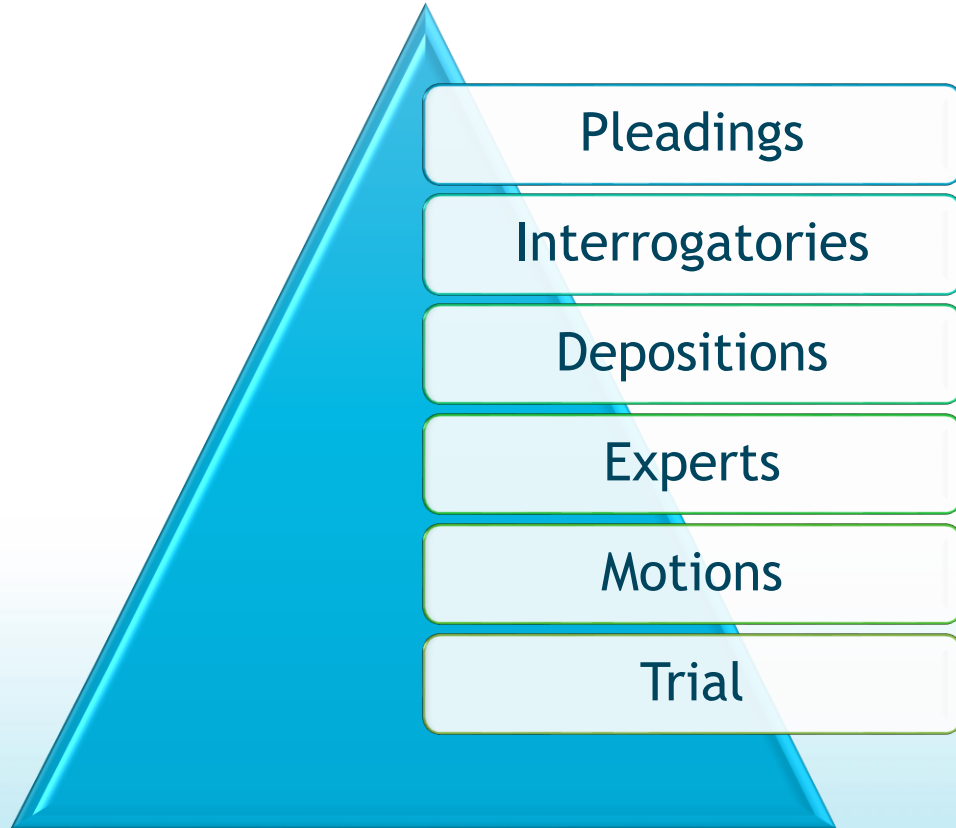 Pleadings
Interrogatories
Depositions
Experts
Motions
Trial